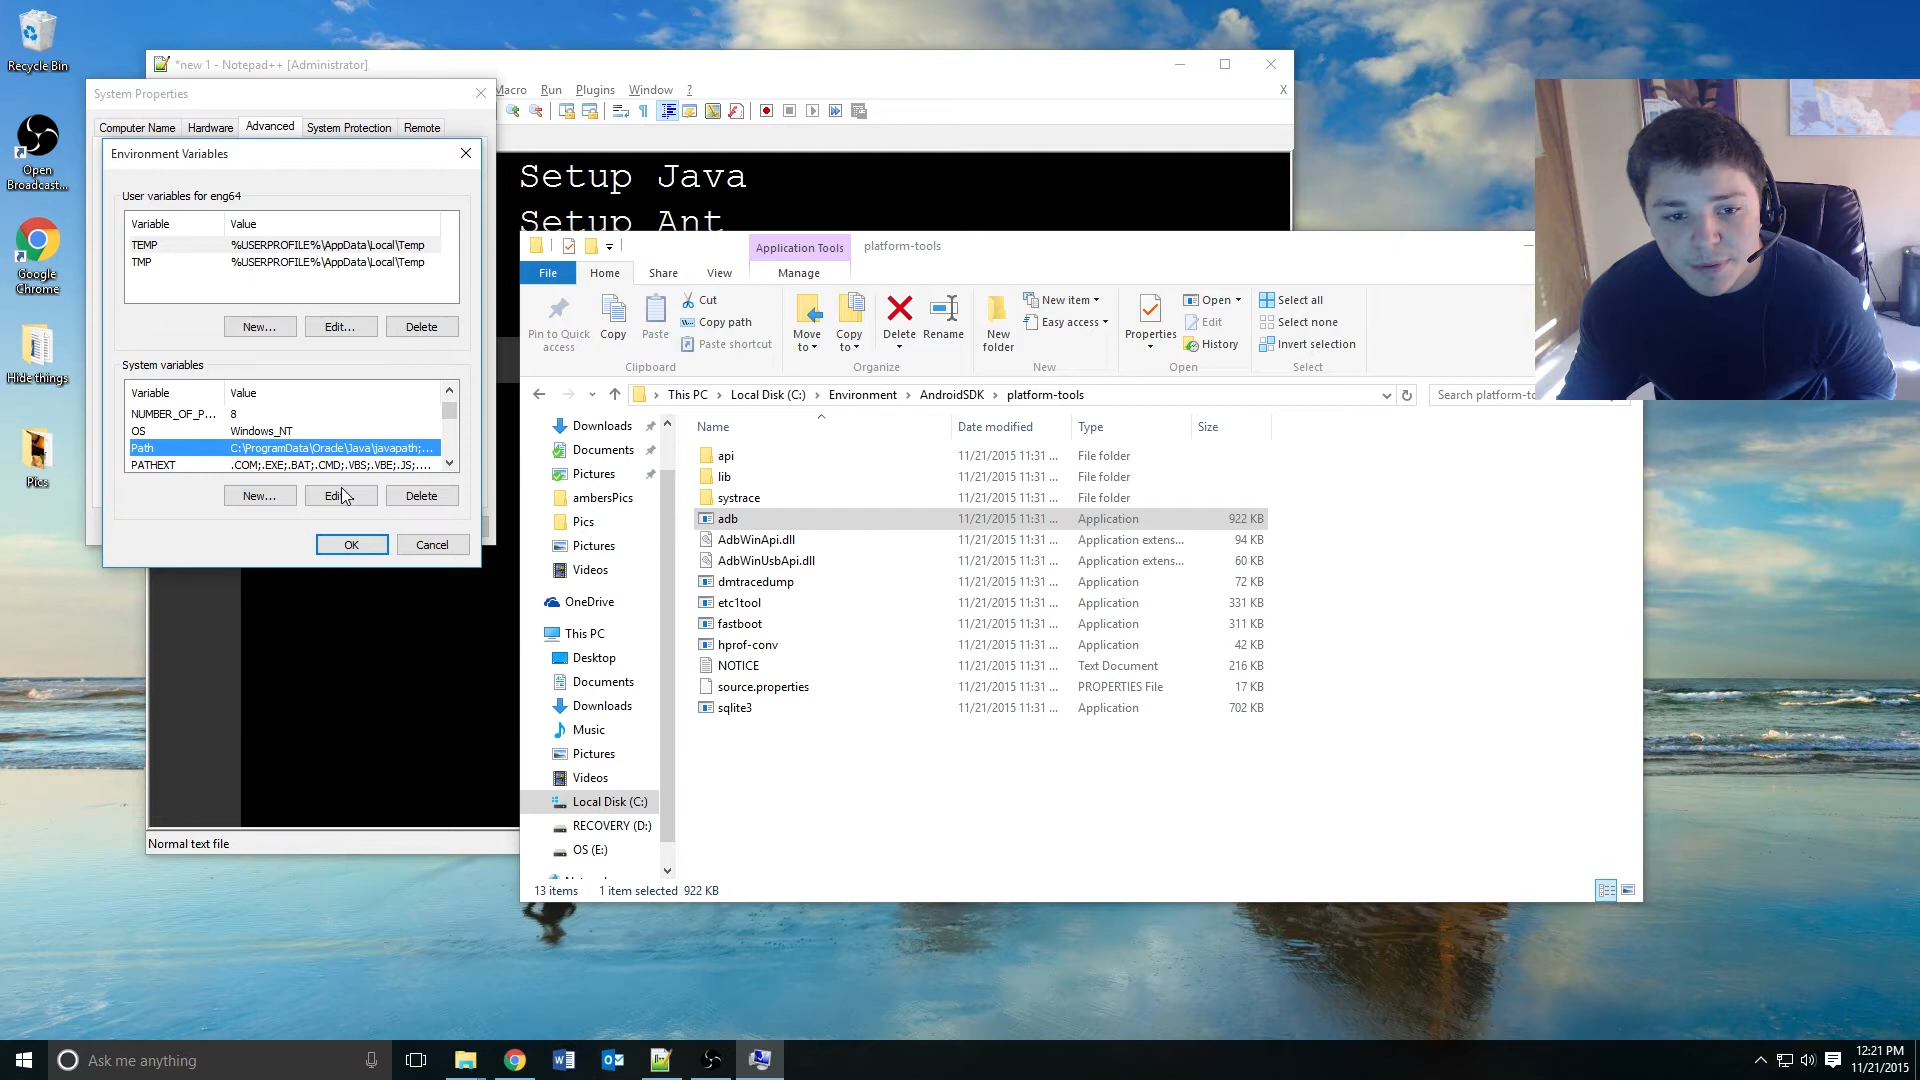 Recycle Bin
Open
Broadcast...
Google
Chrome
Hide things
Pics
*new 1 - Notepad++ [Administrator]
Macro Run Plugins Window ?
X
System Properties
Computer Name Hardware Advanced System Protection Remote
Environment Variables
User variables for eng64
Variable Value
TEMP %USERPROFILE%\AppData\Local\Temp
TMP %USERPROFILE%\AppData\Local\Temp
New... Edit... Delete
System variables
Variable Value
NUMBER_OF_P... 8
OS Windows_NT
Path C:\ProgramData\Oracle\Java\javapath;...
PATHEXT .COM;.EXE;.BAT;.CMD;.VBS;.VBE;.JS;....
New... Delete
OK Cancel
Setup Java
Setup Ant
Normal text file
Application Tools platform-tools
File Home Share View Manage
Pin to Quick
access
Copy
Paste
Cut
Copy path
Paste shortcut
Clipboard
Move
to
Copy
to
Delete
Rename
Organize
New
folder
New item
Easy access
New
Properties
Open
Edit
History
Open
Select all
Select none
Invert selection
Select
This PC Local Disk (C:) Environment AndroidSDK platform-tools
Search platform-to
Downloads
Documents
Pictures
ambersPics
Pics
Pictures
Videos
OneDrive
This PC
Desktop
Documents
Downloads
Music
Pictures
Videos
Local Disk (C:)
RECOVERY (D:)
OS (E:)
Name Date modified Type Size
api 11/21/2015 11:31 ... File folder
lib 11/21/2015 11:31 ... File folder
systrace 11/21/2015 11:31 ... File folder
adb 11/21/2015 11:31 ... Application 922 KB
AdbWinApi.dll 11/21/2015 11:31 ... Application extens... 94 KB
AdbWinUsbApi.dll 11/21/2015 11:31 ... Application extens... 60 KB
dmtracedump 11/21/2015 11:31 ... Application 72 KB
etc1tool 11/21/2015 11:31 ... Application 331 KB
fastboot 11/21/2015 11:31 ... Application 311 KB
hprof-conv 11/21/2015 11:31 ... Application 42 KB
NOTICE 11/21/2015 11:31 ... Text Document 216 KB
source.properties 11/21/2015 11:31 ... PROPERTIES File 17 KB
sqlite3 11/21/2015 11:31 ... Application 702 KB
13 items 1 item selected 922 KB
Ask me anything
12:21 PM
11/21/2015